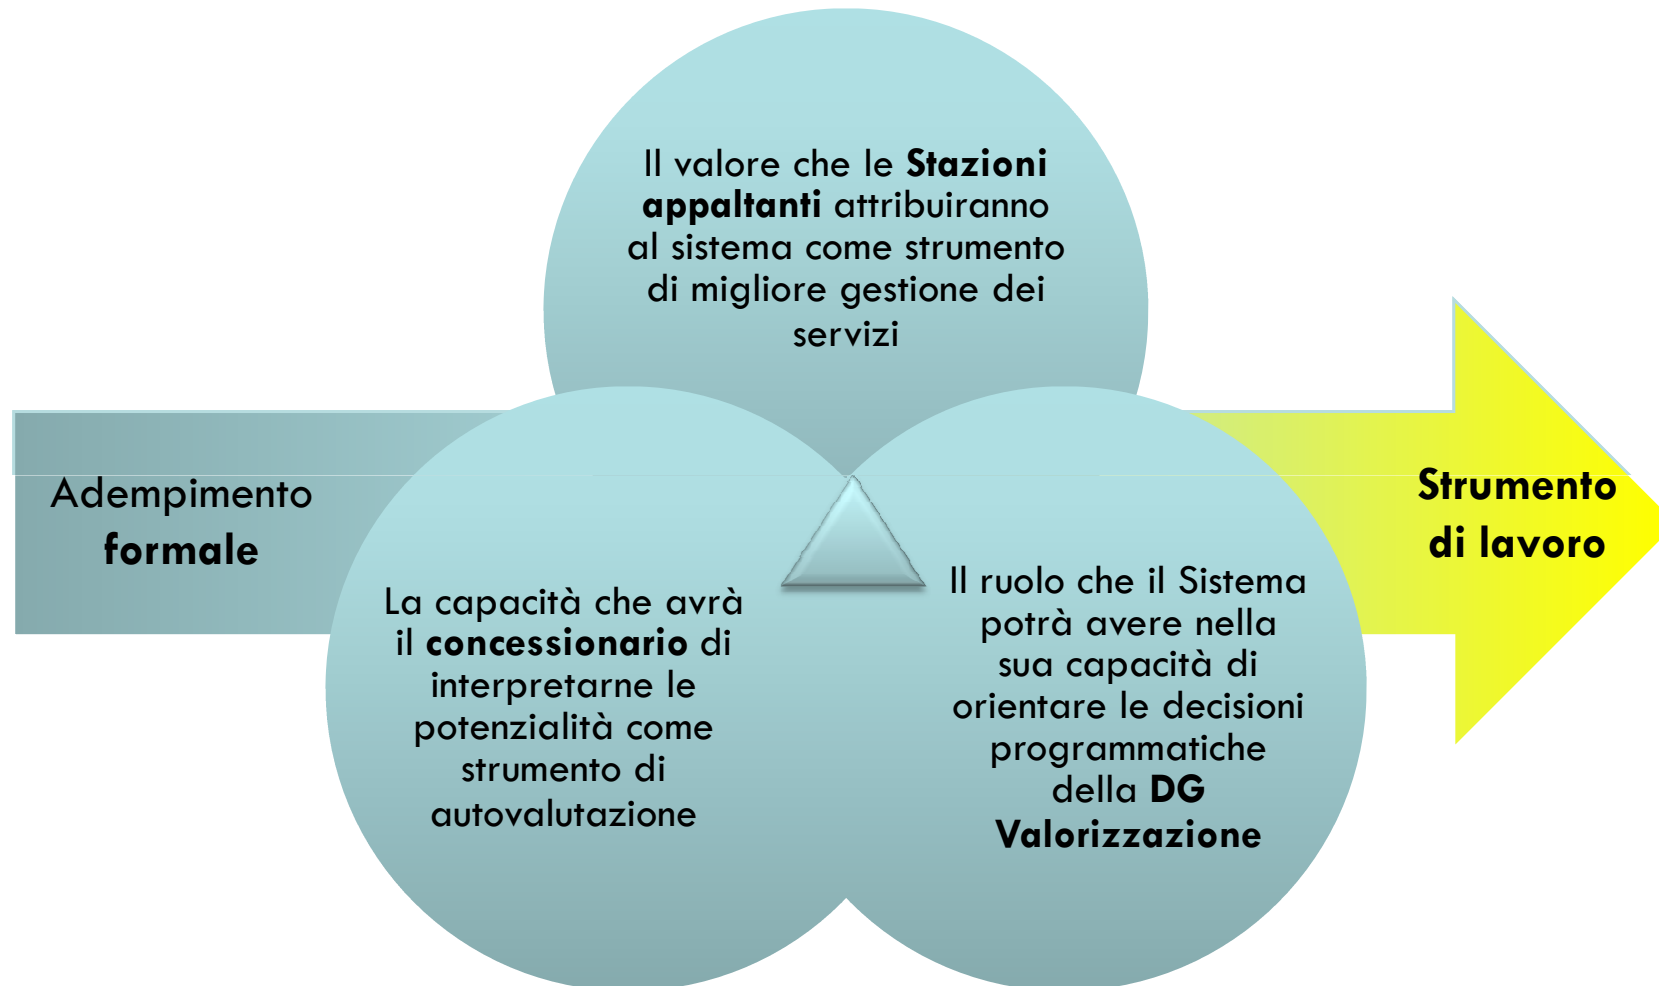 Il valore che le Stazioni
appaltanti attribuiranno
al sistema come strumento
di migliore gestione dei
servizi
Adempimento
formale
La capacità che avrà
il concessionario di
interpretarne le
potenzialità come
strumento di
autovalutazione
Il ruolo che il Sistema
potrà avere nella
sua capacità di
orientare le decisioni
programmatiche
della DG
Valorizzazione
Strumento
di lavoro